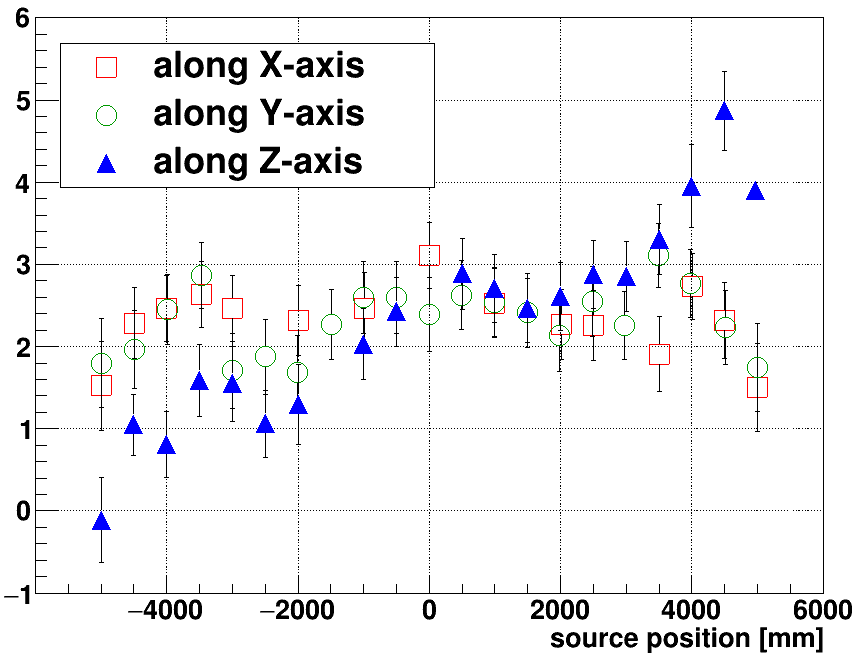 6
along X-axis
5
along Y-axis
along Z-axis
4
3
2
1
0
−1
−4000 −2000 0 2000 4000 6000
source position [mm]